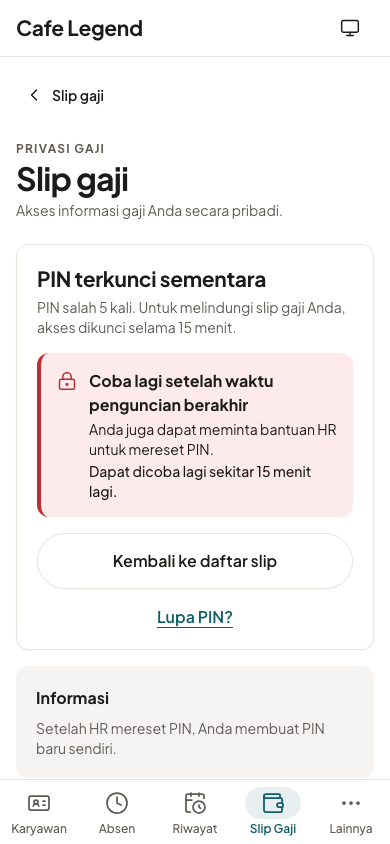 Cafe Legend
Slip gaji
PRIVASI GAJI
Slip gaji
Akses informasi gaji Anda secara pribadi.
PIN terkunci sementara
PIN salah 5 kali. Untuk melindungi slip gaji Anda,
akses dikunci selama 15 menit.
Coba lagi setelah waktu
penguncian berakhir
Anda juga dapat meminta bantuan HR
untuk mereset PIN.
Dapat dicoba lagi sekitar 15 menit
lagi.
Kembali ke daftar slip
Lupa PIN?
Informasi
Setelah HR mereset PIN, Anda membuat PIN
baru sendiri.
Karyawan
Absen
Riwayat
Slip Gaji
Lainnya